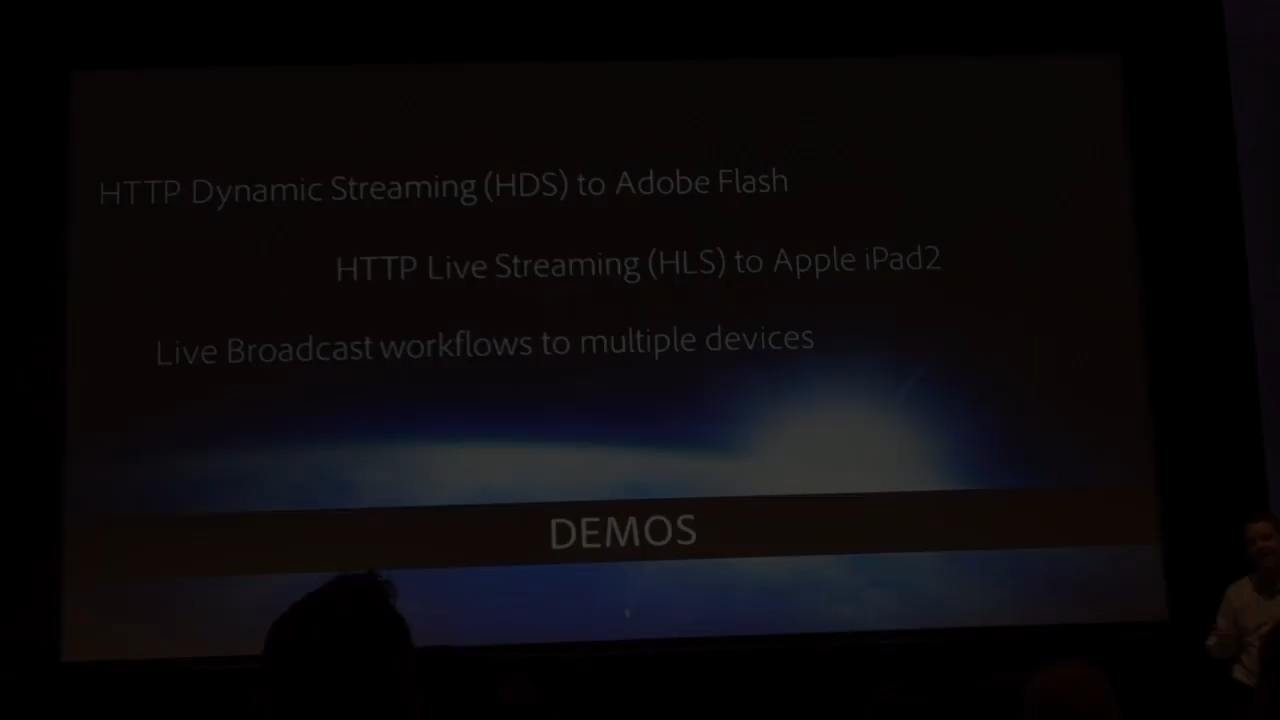 HTTP Dynamic Streaming (HDS) to Adobe Flash
HTTP Live Streaming (HLS) to Apple iPad2
Live Broadcast workflows to multiple devices
DEMOS